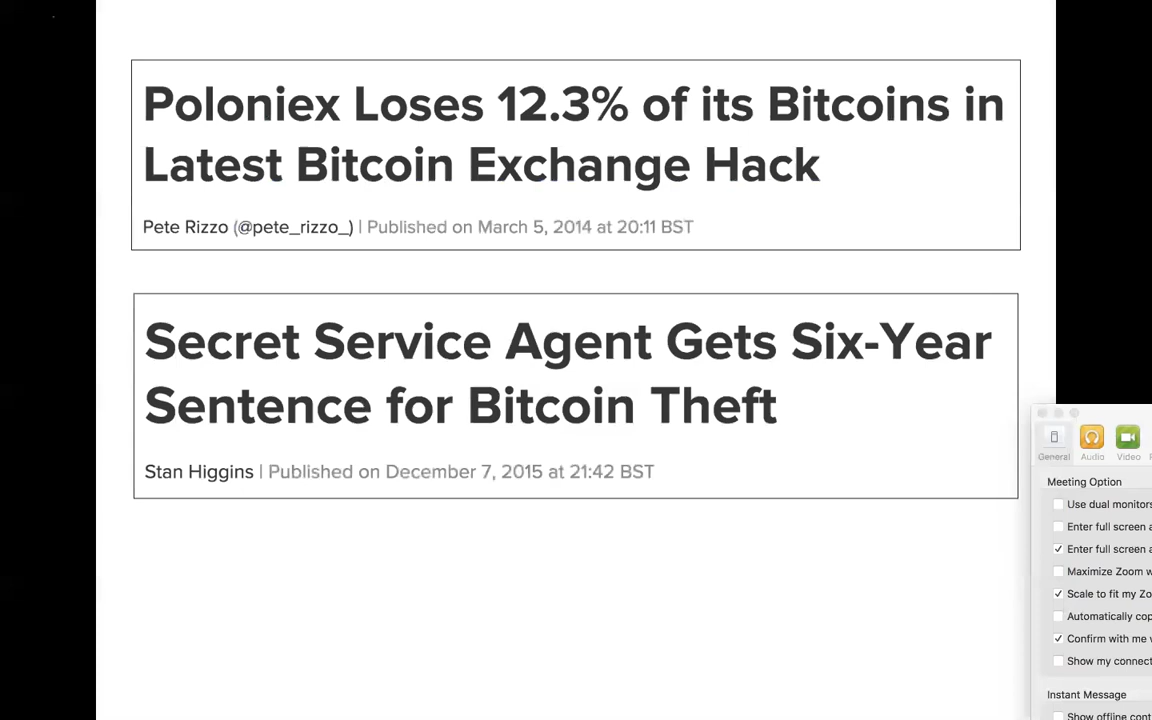 Poloniex Loses 12.3% of its Bitcoins in
Latest Bitcoin Exchange Hack
Pete Rizzo (@pete_rizzo_) | Published on March 5, 2014 at 20:11 BST
Secret Service Agent Gets Six-Year
Sentence for Bitcoin Theft
Stan Higgins | Published on December 7, 2015 at 21:42 BST
General Audio Video
Meeting Option
Use dual monitors
Enter full screen
Enter full screen
Maximize Zoom
Scale to fit my
Automatically
Confirm with me
Show my
Instant Message
Show offline